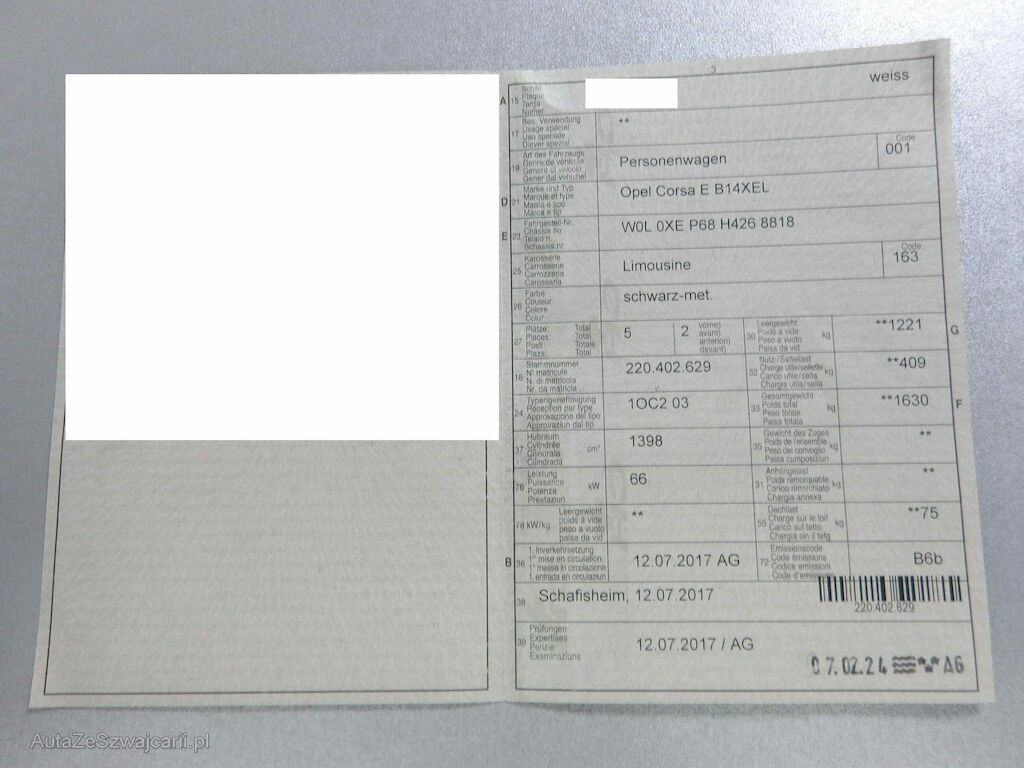 3
A 15 Schild weiss
Plaque
Targa
Numer
17 Bes. Verwendung **
Usage spécial
Uso speciale
Diever spezial
19 Art des Fahrzeugs Personenwagen Code 001
Genre de véhicule
Genere di veicolo
Gener dal vehichel
D 21 Marke und Typ Opel Corsa E B14XEL
Marque et type
Marca e tipo
Marca e tip
E 23 Fahrgestell-Nr. W0L 0XE P68 H426 8818
Châssis no
Telaio n.
Schassis nr.
25 Karosserie Limousine Code 163
Carrosserie
Carrozzeria
Carossaria
26 Farbe schwarz-met.
Couleur
Colore
Colur
27 Plätze Total 5 ( 2 vorne) 30 Leergewicht kg **1221 G
Places: Total ( avant) Poids à vide
Posti: Totale ( anteriori) Peso a vuoto
Plazs: Total ( davant) Paisa da vid
18 Stammnummer 220.402.629 32 Nutz-/Sattellast kg **409
N° matricule Charge utile/sellette
N. di matricola Carico utile/sella
Nr. da matricla Chargia utila/sella
24 Typengenehmigung 1OC2 03 33 Gesamtgewicht kg **1630 F
Réception par type Poids total
Approvazione del tipo Peso totale
Approvaziun dal tip Paisa totala
37 Hubraum cm³ 1398 35 Gewicht des Zuges kg **
Cylindrée Poids de l'ensemble
Cilindrata Peso del convoglio
Cilindrada Paisa cumposiziun
76 Leistung kW 66 31 Anhängelast kg **
Puissance Poids remorquable
Potenza Carico rimorchiato
Prestaziun Chargia annexa
78 kW/kg Leergewicht ** 55 Dachlast kg **75
poids à vide Charge sur le toit
peso a vuoto Carico sul tetto
paisa da vid Chargia sin il tetg
B 36 1. Inverkehrsetzung 12.07.2017 AG 72 Emissionscode B6b
1re mise en circulation Code émissions
1a messa in circolazione Codice emissioni
1. entrada en circulaziun Code d'emissiuns
38 Schafisheim, 12.07.2017
220.402.629
39 Prüfungen 12.07.2017 / AG
Expertises
Perizie
Examinaziuns
07.02.24 AG
AutaZeSzwajcarii.pl